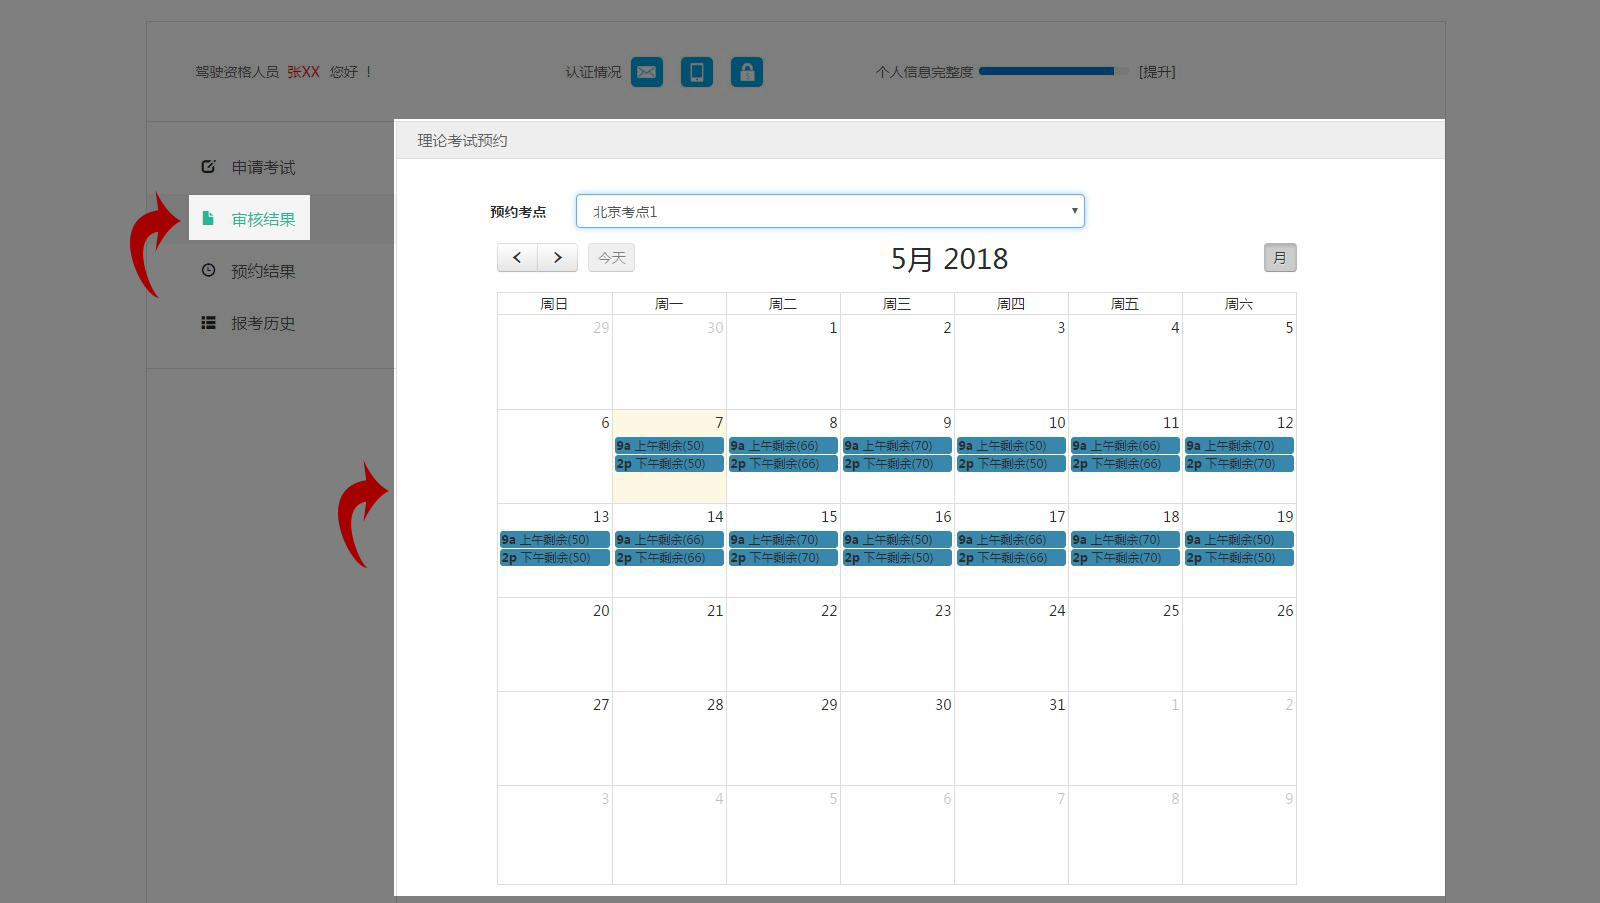 驾驶资格人员 张XX 您好 ！
认证情况
个人信息完整度 [提升]
申请考试
审核结果
预约结果
报考历史
理论考试预约
预约考点 北京考点1
今天 5月 2018 月
周日 周一 周二 周三 周四 周五 周六
29 30 1 2 3 4 5
6 7 8 9 10 11 12
9a 上午剩余(50) 9a 上午剩余(66) 9a 上午剩余(70) 9a 上午剩余(50) 9a 上午剩余(66) 9a 上午剩余(70)
2p 下午剩余(50) 2p 下午剩余(66) 2p 下午剩余(70) 2p 下午剩余(50) 2p 下午剩余(66) 2p 下午剩余(70)
13 14 15 16 17 18 19
9a 上午剩余(50) 9a 上午剩余(66) 9a 上午剩余(70) 9a 上午剩余(50) 9a 上午剩余(66) 9a 上午剩余(70) 9a 上午剩余(50)
2p 下午剩余(50) 2p 下午剩余(66) 2p 下午剩余(70) 2p 下午剩余(50) 2p 下午剩余(66) 2p 下午剩余(70) 2p 下午剩余(50)
20 21 22 23 24 25 26
27 28 29 30 31 1 2
3 4 5 6 7 8 9